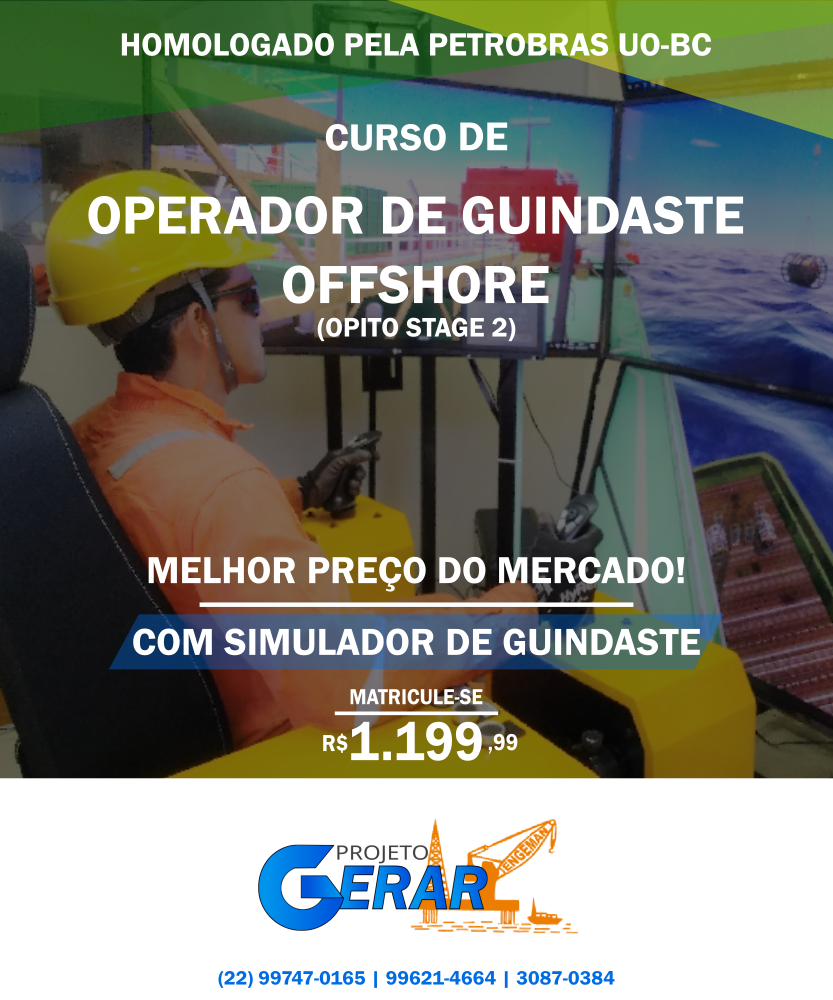 HOMOLOGADO PELA PETROBRAS UO-BC
CURSO DE
OPERADOR DE GUINDASTE
OFFSHORE
(OPITO STAGE 2)
MELHOR PREÇO DO MERCADO!
COM SIMULADOR DE GUINDASTE
MATRICULE-SE
R$1.199,99
PROJETO
GERAR
ENGEMAN
(22) 99747-0165 | 99621-4664 | 3087-0384